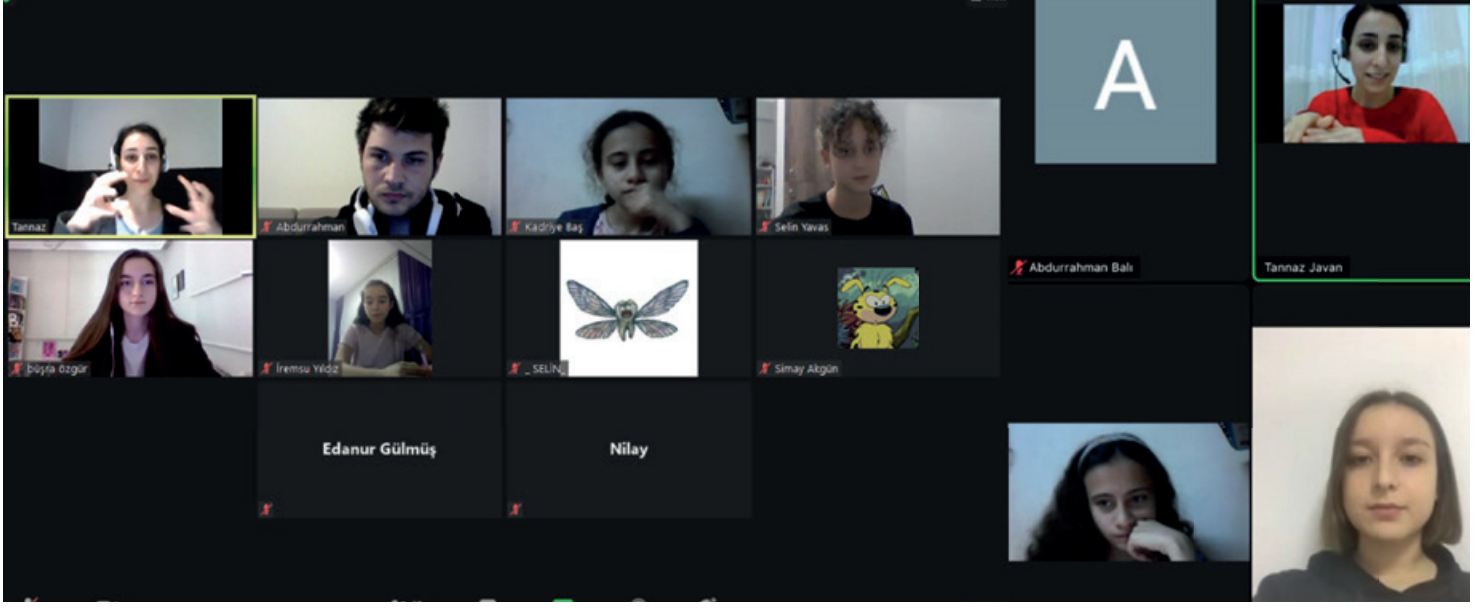 Tannaz
Abdurrahman
Kadriye Baş
Selin Yavas
büşra özgür
İremsu Yıldız
_ SELİN_
Simay Akgün
Edanur Gülmüş
Nilay
A
Abdurrahman Balı
Tannaz Javan